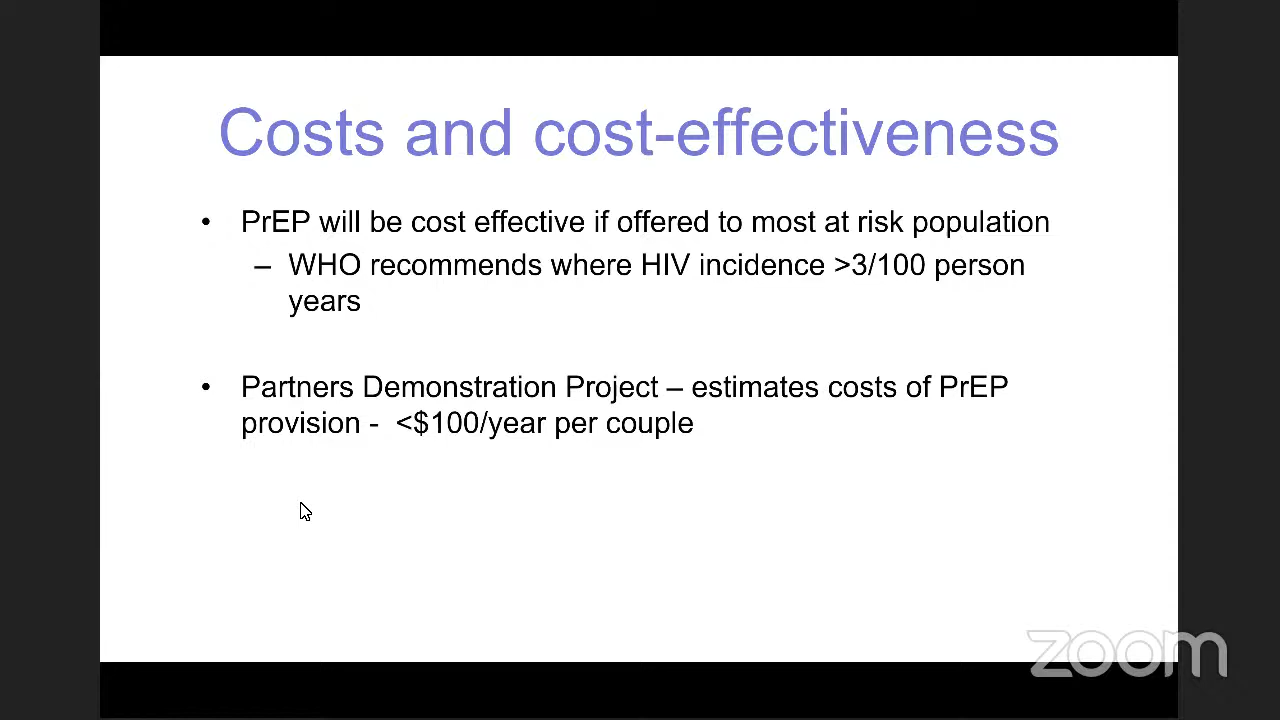 Costs and cost-effectiveness
• PrEP will be cost effective if offered to most at risk population
– WHO recommends where HIV incidence >3/100 person
years
• Partners Demonstration Project – estimates costs of PrEP
provision - <$100/year per couple
zoom